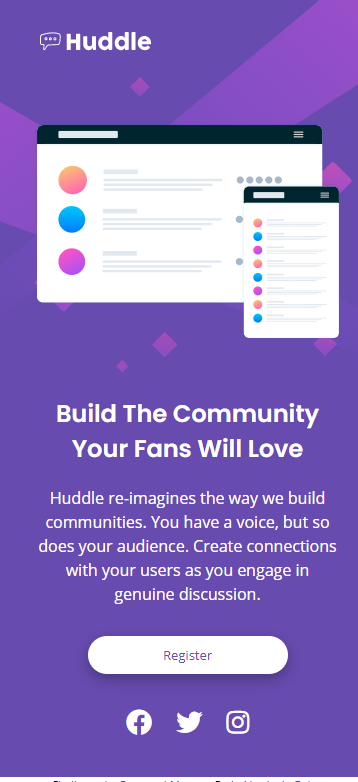 Huddle
Build The Community
Your Fans Will Love
Huddle re-imagines the way we build
communities. You have a voice, but so
does your audience. Create connections
with your users as you engage in
genuine discussion.
Register